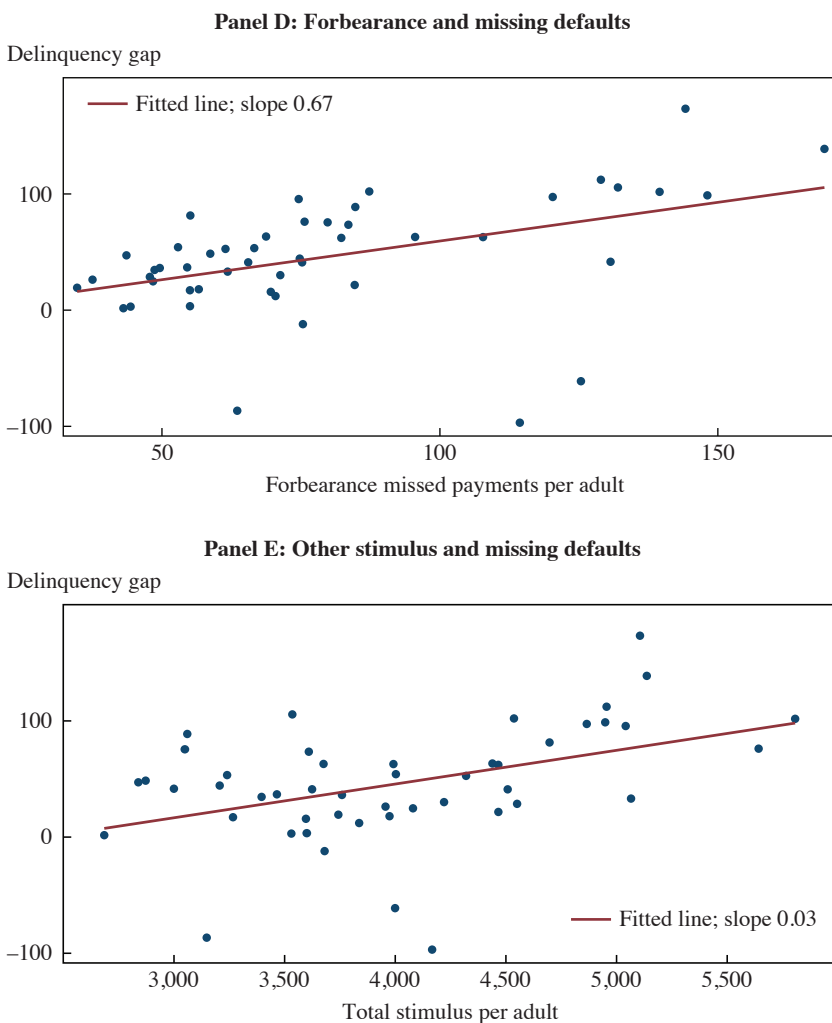 Panel D: Forbearance and missing defaults
Delinquency gap
Fitted line; slope 0.67
100
0
–100
50
100
150
Forbearance missed payments per adult
Panel E: Other stimulus and missing defaults
Delinquency gap
100
0
Fitted line; slope 0.03
–100
3,000
3,500
4,000
4,500
5,000
5,500
Total stimulus per adult